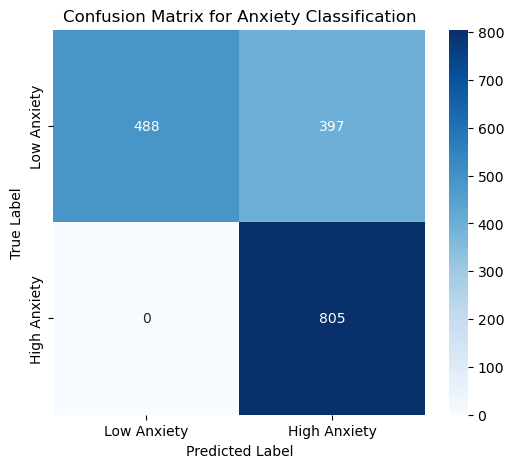 Confusion Matrix for Anxiety Classification
True Label
Low Anxiety
High Anxiety
488
397
0
805
Low Anxiety
High Anxiety
Predicted Label
800
700
600
500
400
300
200
100
0